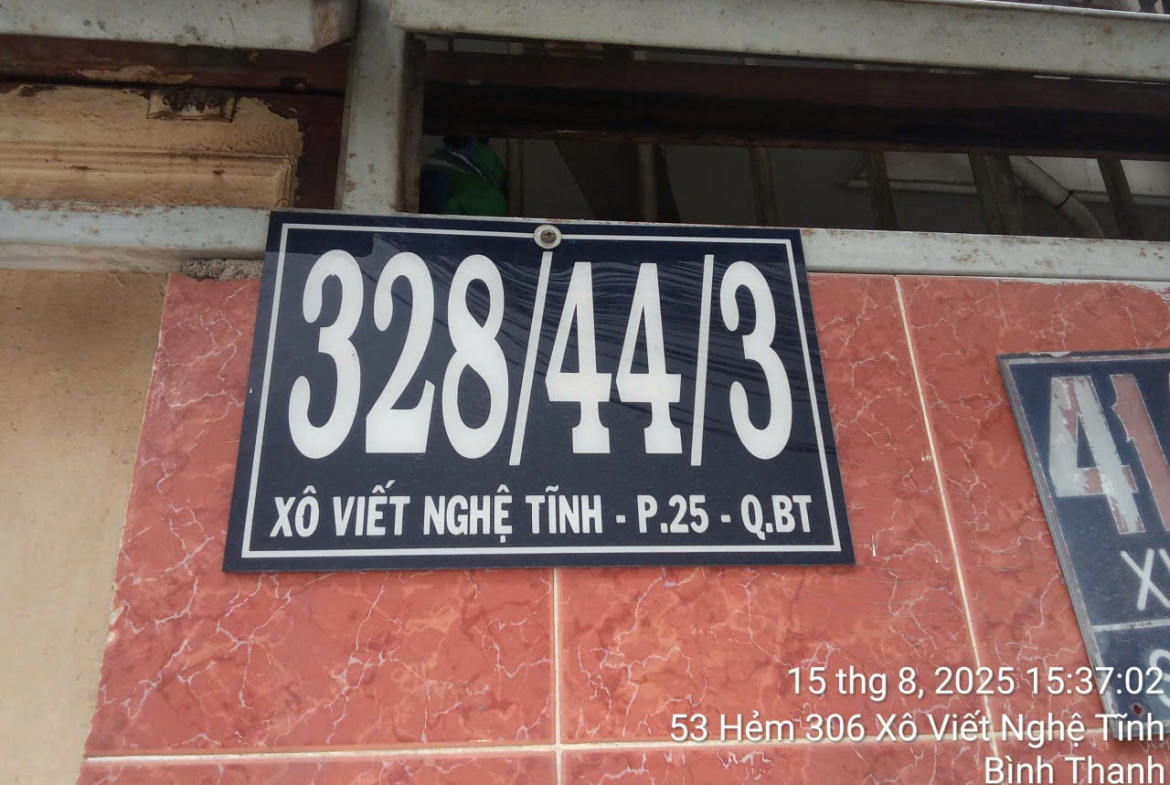 328/44/3
XÔ VIẾT NGHỆ TĨNH - P.25 - Q.BT
41
15 thg 8, 2025 15:37:02
53 Hẻm 306 Xô Viết Nghệ Tĩnh
Bình Thạnh